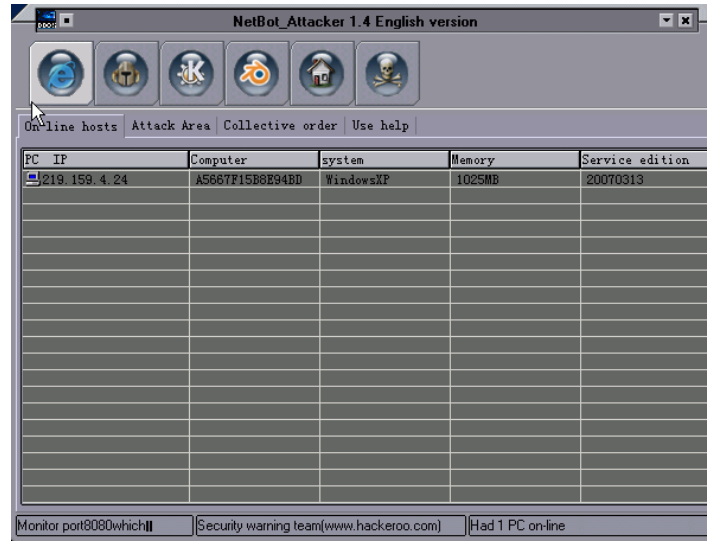 DDOS
NetBot_Attacker 1.4 English version
On-line hosts Attack Area Collective order Use help
PC IP Computer system Memory Service edition
219.159.4.24 A5667F15B8E94BD WindowsXP 1025MB 20070313
Monitor port8080which Security warning team(www.hackeroo.com) Had 1 PC on-line